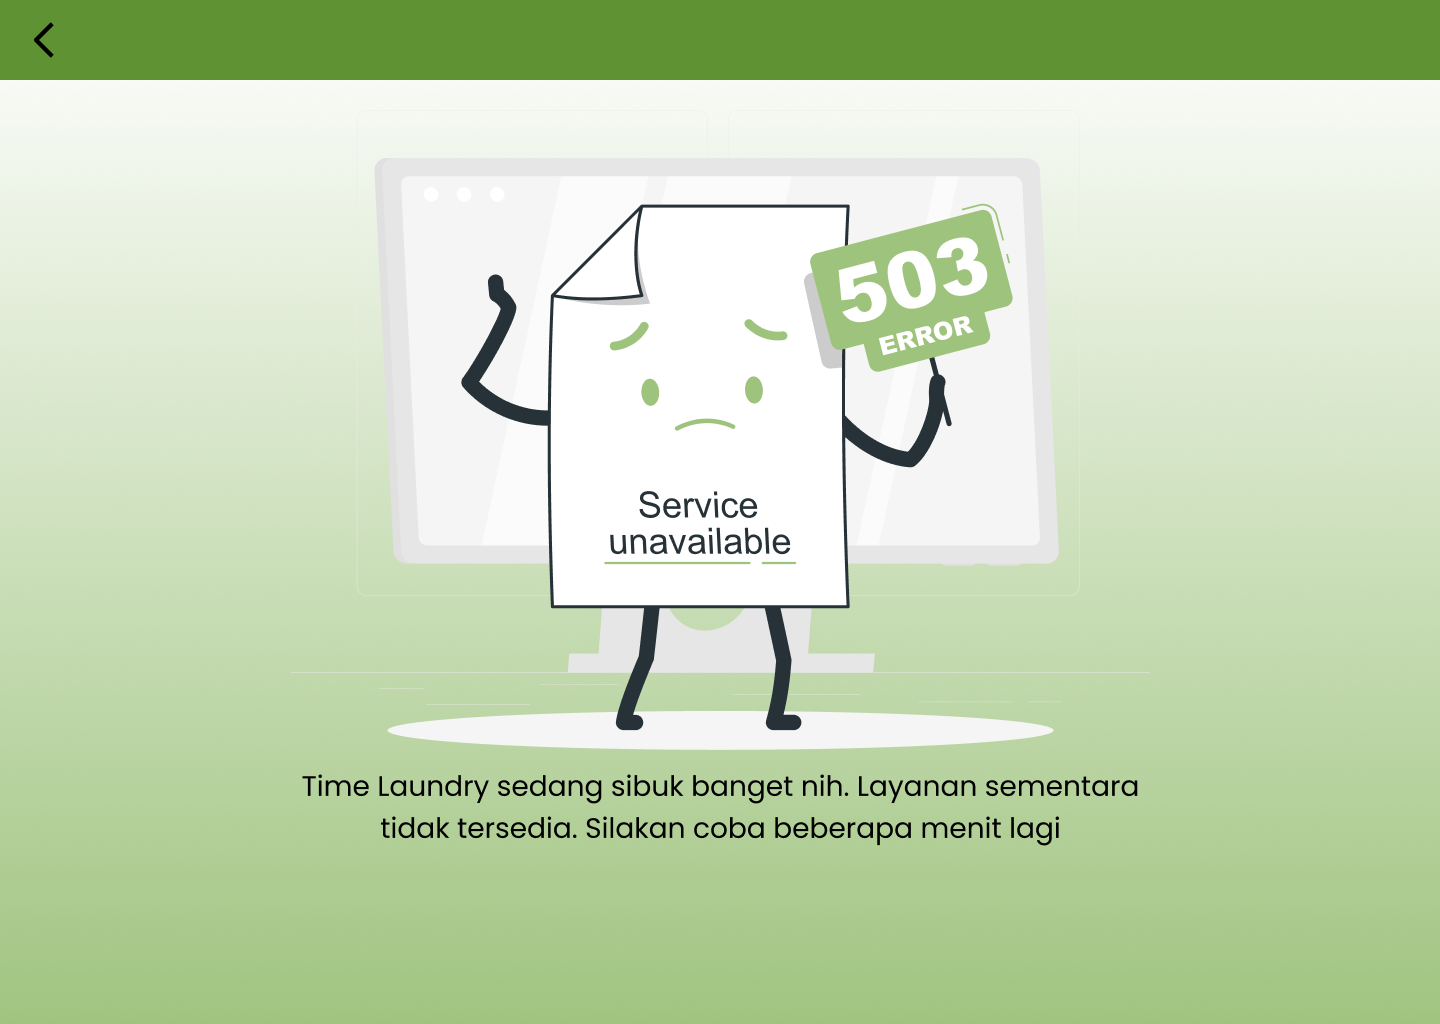 503
ERROR
Service
unavailable
Time Laundry sedang sibuk banget nih. Layanan sementara
tidak tersedia. Silakan coba beberapa menit lagi